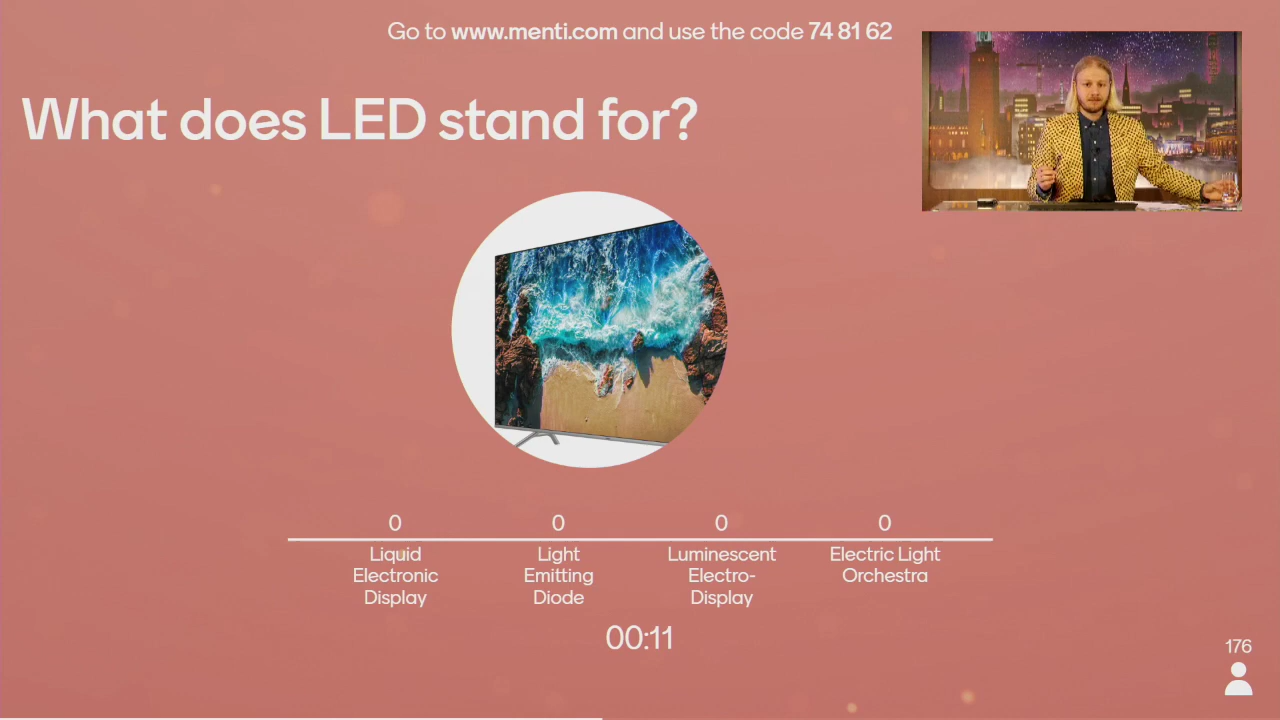 Go to www.menti.com and use the code 74 81 62
What does LED stand for?
0
0
0
0
Liquid
Electronic
Display
Light
Emitting
Diode
Luminescent
Electro-
Display
Electric Light
Orchestra
00:11
176